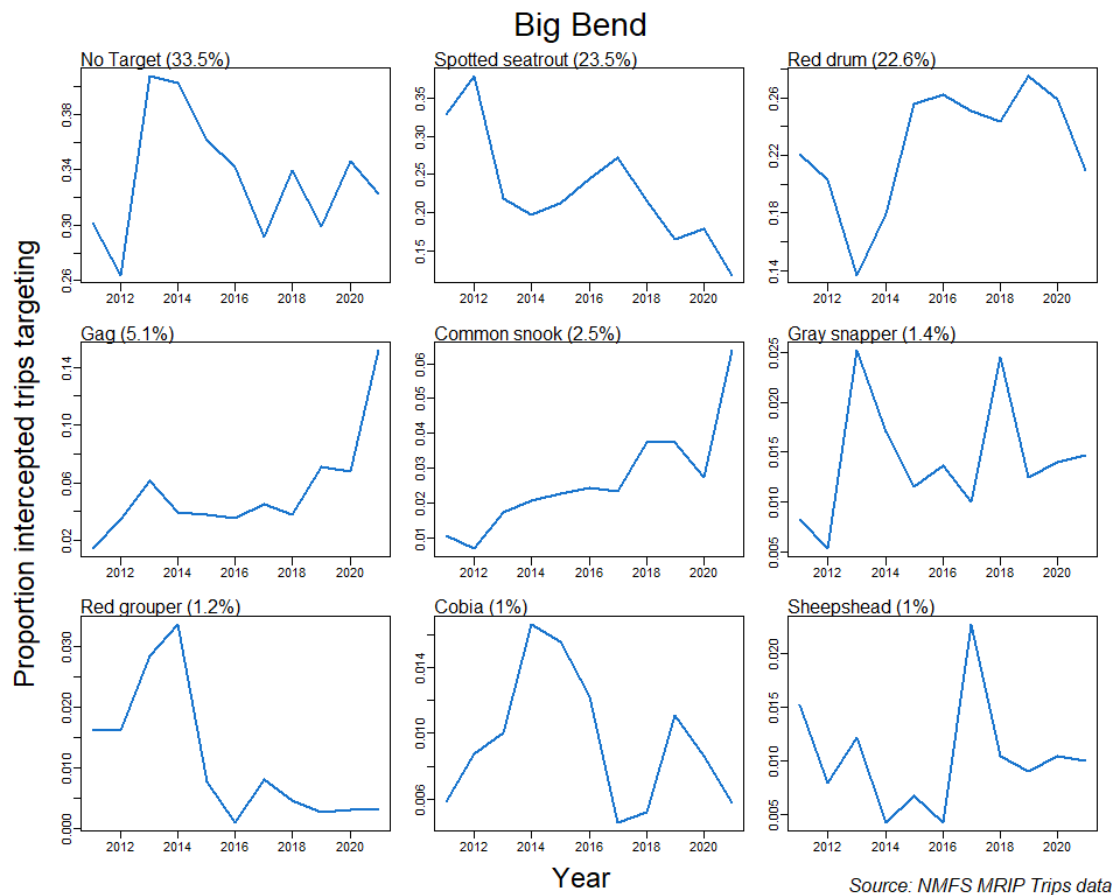 Big Bend
Proportion intercepted trips targeting
No Target (33.5%)
0.26 0.30 0.34 0.38
2012 2014 2016 2018 2020
Spotted seatrout (23.5%)
0.15 0.20 0.25 0.30 0.35
2012 2014 2016 2018 2020
Red drum (22.6%)
0.14 0.18 0.22 0.26
2012 2014 2016 2018 2020
Gag (5.1%)
0.02 0.06 0.10 0.14
2012 2014 2016 2018 2020
Common snook (2.5%)
0.01 0.02 0.03 0.04 0.05 0.06
2012 2014 2016 2018 2020
Gray snapper (1.4%)
0.005 0.010 0.015 0.020 0.025
2012 2014 2016 2018 2020
Red grouper (1.2%)
0.000 0.010 0.020 0.030
2012 2014 2016 2018 2020
Cobia (1%)
0.006 0.010 0.014
2012 2014 2016 2018 2020
Sheepshead (1%)
0.005 0.010 0.015 0.020
2012 2014 2016 2018 2020
Year
Source: NMFS MRIP Trips data